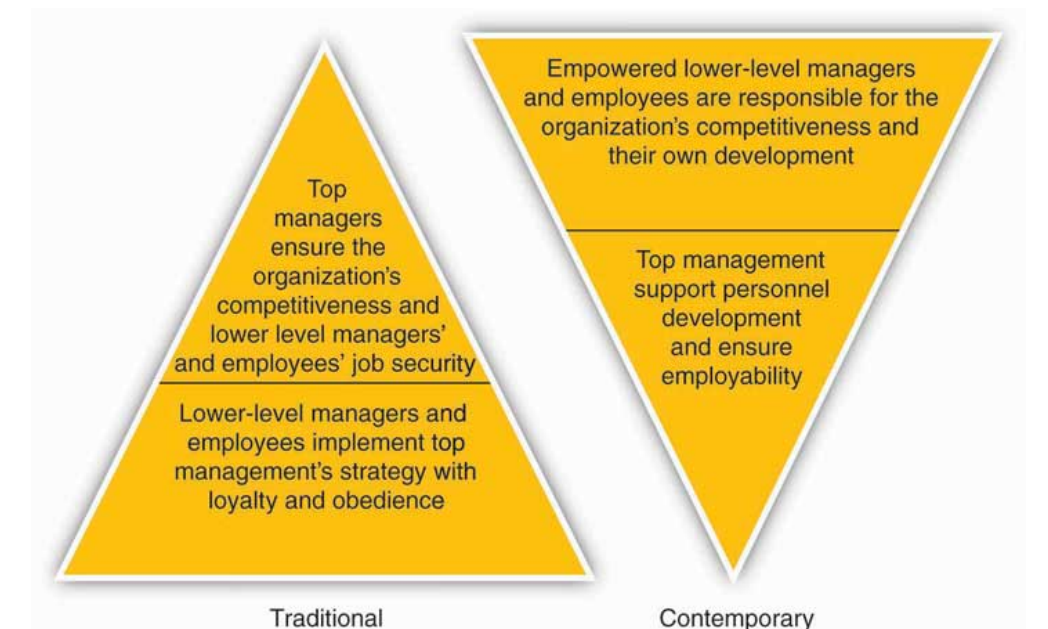 Top
managers
ensure the
organization's
competitiveness and
lower level managers'
and employees' job security
Lower-level managers and
employees implement top
management's strategy with
loyalty and obedience
Traditional
Empowered lower-level managers
and employees are responsible for the
organization's competitiveness and
their own development
Top management
support personnel
development
and ensure
employability
Contemporary